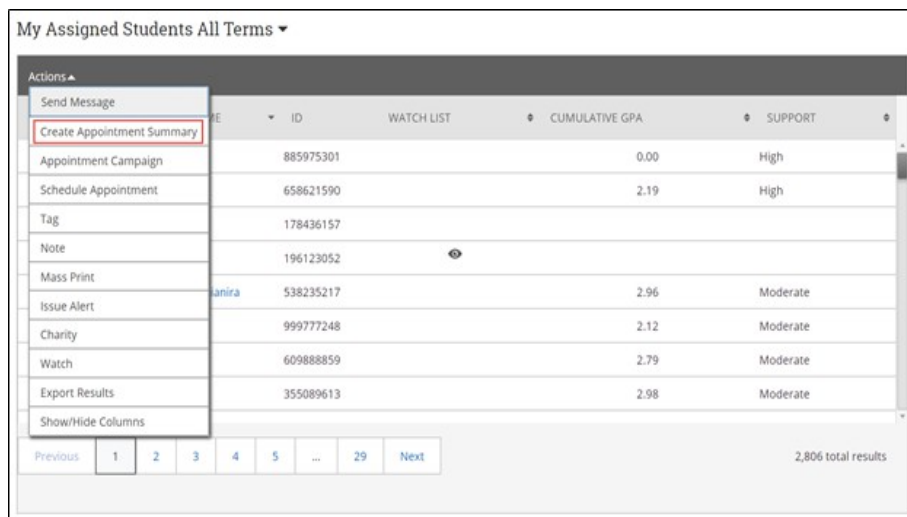 My Assigned Students All Terms
Actions
Send Message
Create Appointment Summary
Appointment Campaign
Schedule Appointment
Tag
Note
Mass Print
Issue Alert
Charity
Watch
Export Results
Show/Hide Columns
ID WATCH LIST CUMULATIVE GPA SUPPORT
885975301 0.00 High
658621590 2.19 High
178436157
196123052
538235217 2.96 Moderate
999777248 2.12 Moderate
609888859 2.79 Moderate
355089613 2.98 Moderate
Previous 1 2 3 4 5 ... 29 Next 2,806 total results